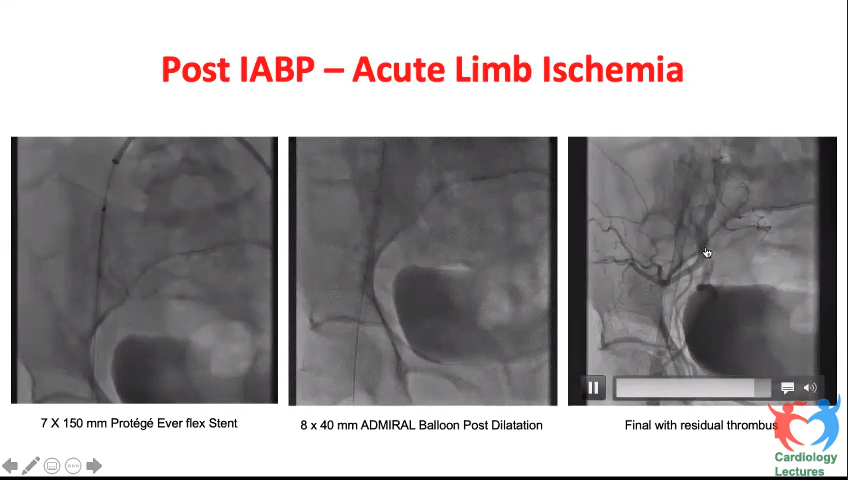 Post IABP – Acute Limb Ischemia
7 X 150 mm Protégé Ever flex Stent
8 x 40 mm ADMIRAL Balloon Post Dilatation
Final with residual thrombus
Cardiology
Lectures